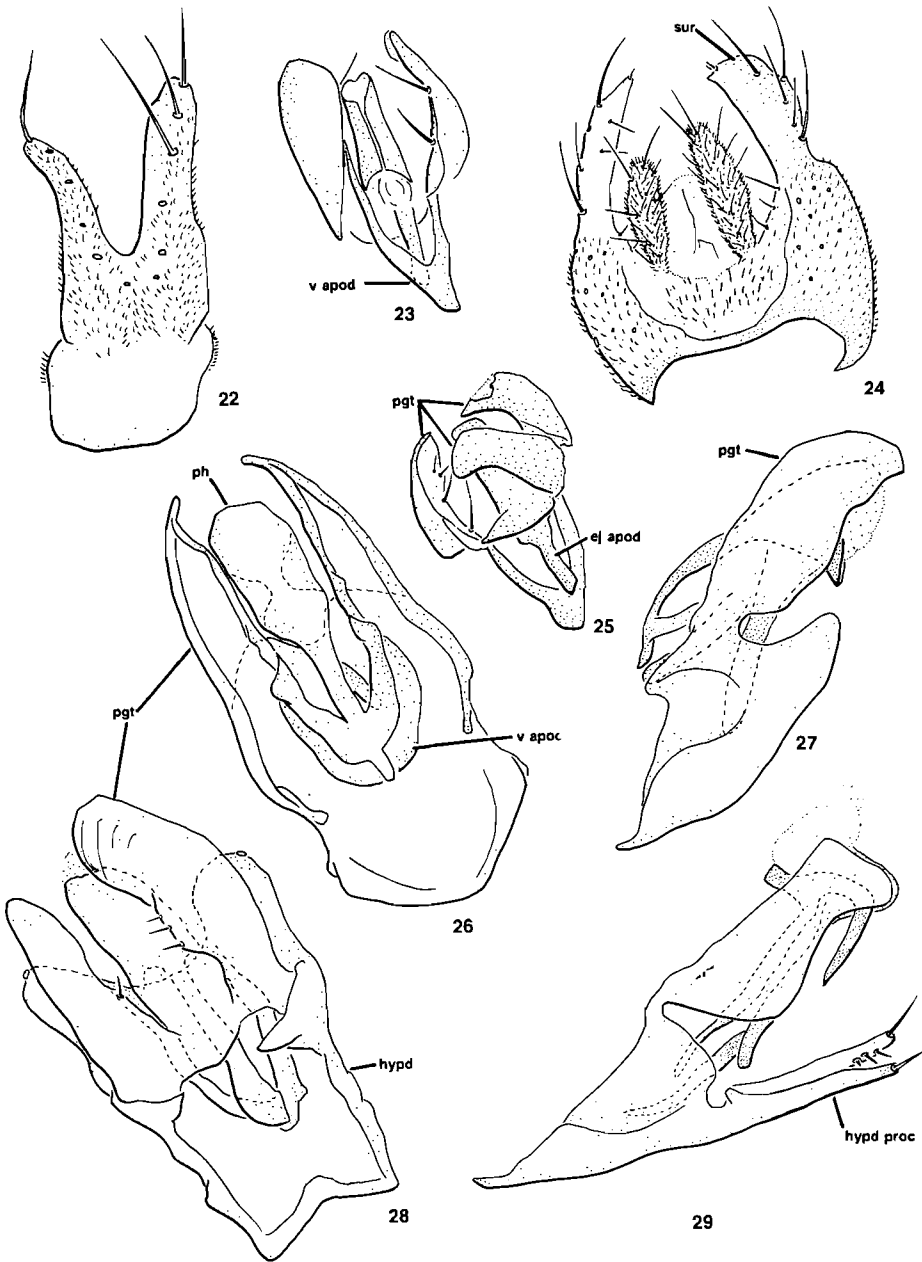 sur
v apod
23
22
24
pgt
pgt
ph
ej apod
25
27
pgt
v apoc
26
hypd
hypd proc
28
29